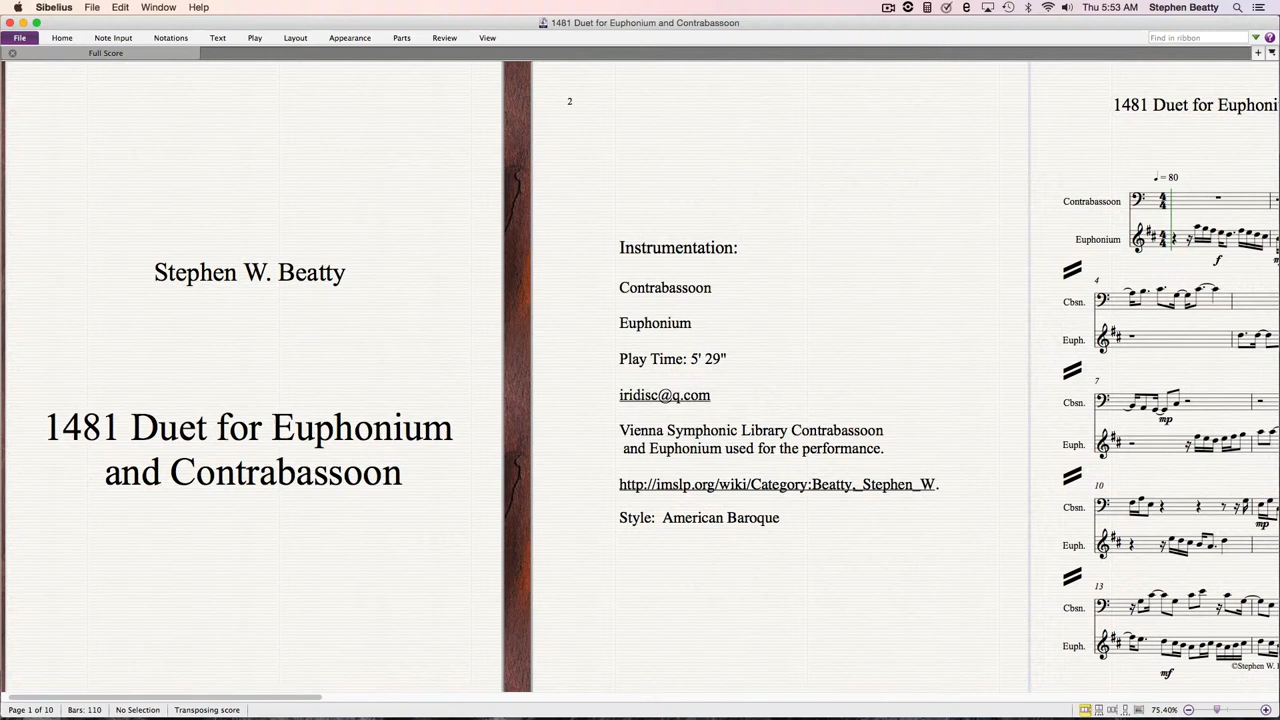 Sibelius File Edit Window Help Thu 5:53 AM Stephen Beatty
1481 Duet for Euphonium and Contrabassoon
File Home Note Input Notations Text Play Layout Appearance Parts Review View Find in ribbon
Full Score
Stephen W. Beatty
1481 Duet for Euphonium
and Contrabassoon
2
Instrumentation:
Contrabassoon
Euphonium
Play Time: 5' 29"
iridisc@q.com
Vienna Symphonic Library Contrabassoon
and Euphonium used for the performance.
http://imslp.org/wiki/Category:Beatty,_Stephen_W.
Style: American Baroque
1481 Duet for Euphoni
= 80
Contrabassoon
Euphonium
f
4
Cbsn.
Euph.
7
Cbsn.
mp
Euph.
10
Cbsn.
mp
Euph.
13
Cbsn.
Euph.
mf
©Stephen W.
Page 1 of 10 Bars: 110 No Selection Transposing score 75.40%